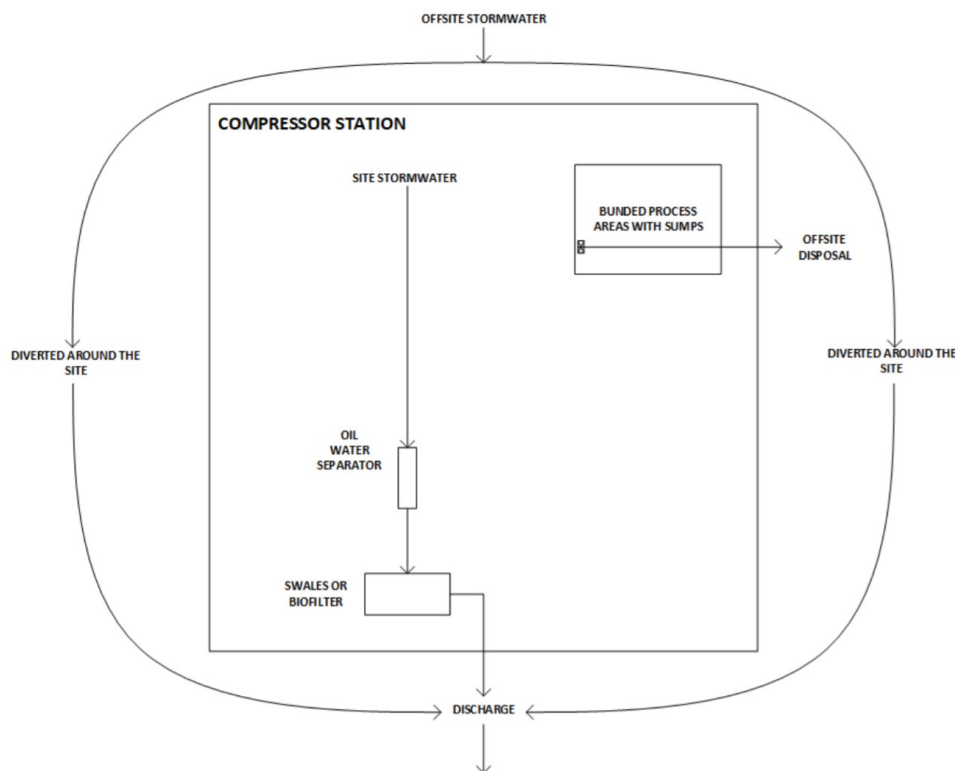 OFFSITE STORMWATER
COMPRESSOR STATION
SITE STORMWATER
BUNDED PROCESS
AREAS WITH SUMPS
OFFSITE
DISPOSAL
DIVERTED AROUND THE
SITE
DIVERTED AROUND THE
SITE
OIL
WATER
SEPARATOR
SWALES OR
BIOFILTER
DISCHARGE